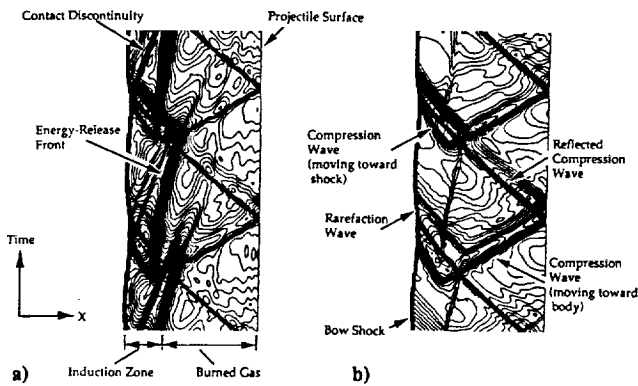 Contact Discontinuity
Projectile Surface
Energy-Release
Front
Compression
Wave
(moving toward
shock)
Reflected
Compression
Wave
Rarefaction
Wave
Time
X
Compression
Wave
(moving toward
body)
Bow Shock
a)
Induction Zone
Burned Gas
b)